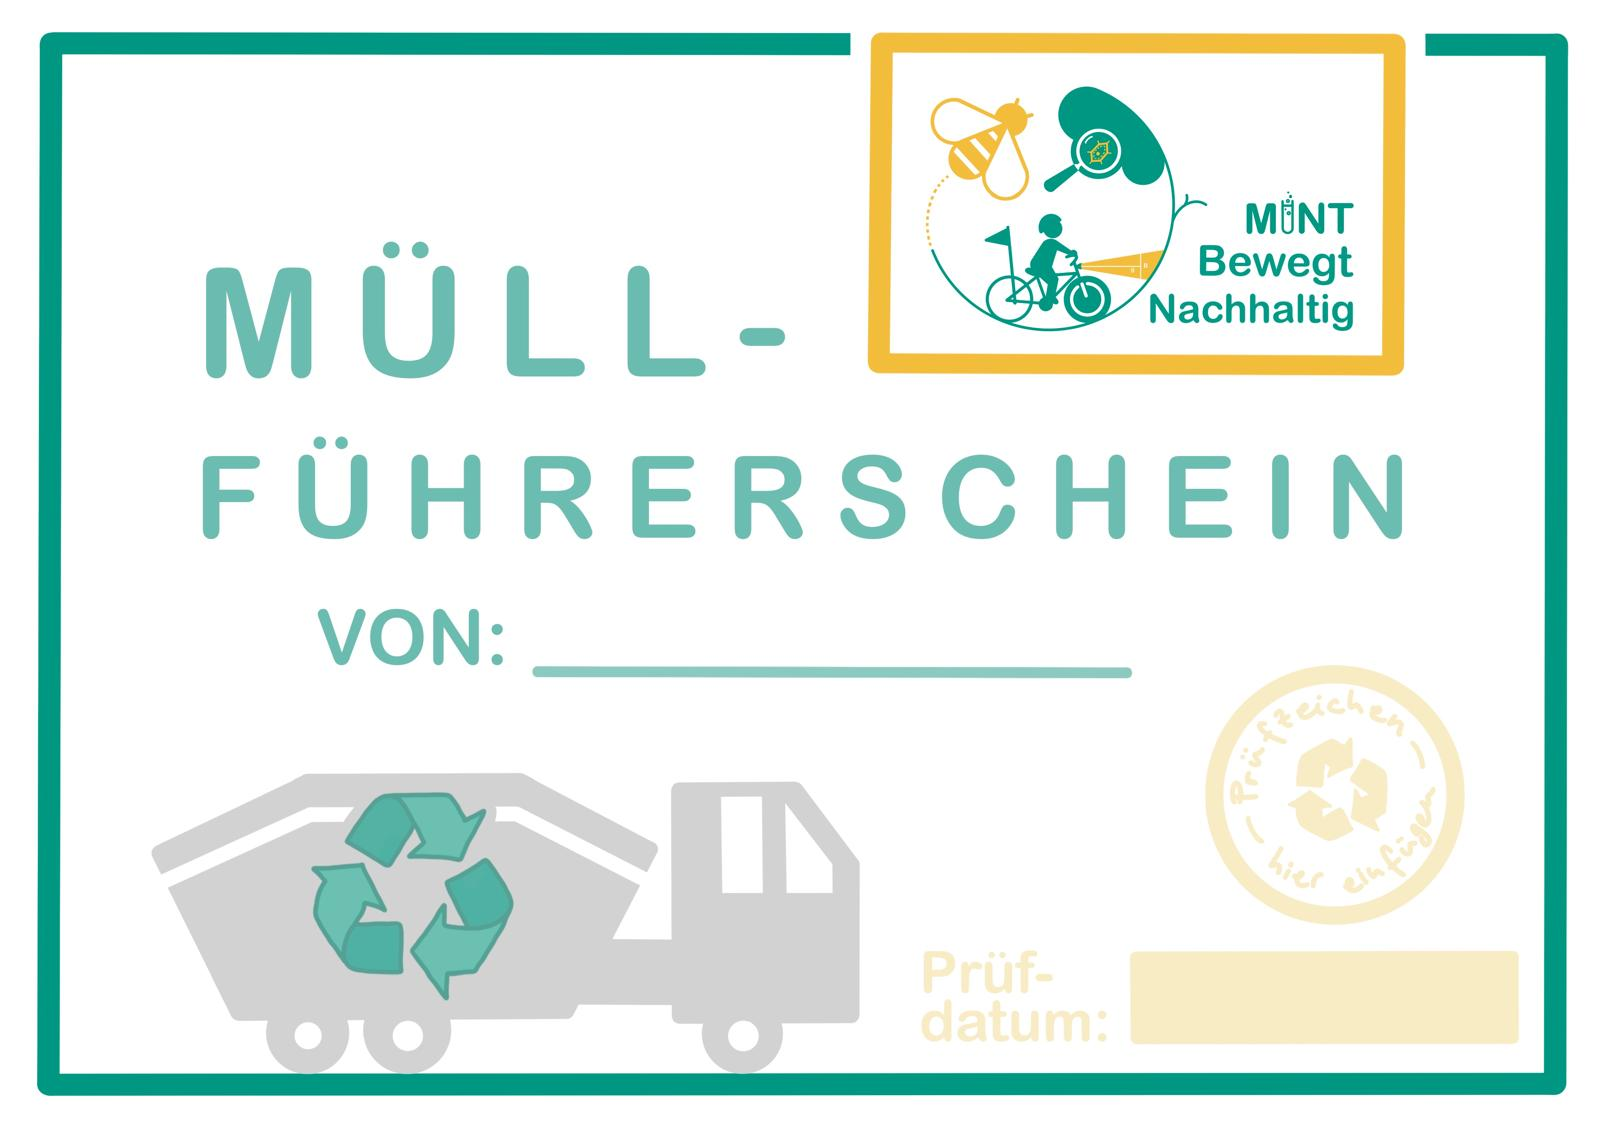 MINT
Bewegt
Nachhaltig
MÜLL-
FÜHRERSCHEIN
VON:
Prüfzeichen
hier einfügen
Prüf-
datum: